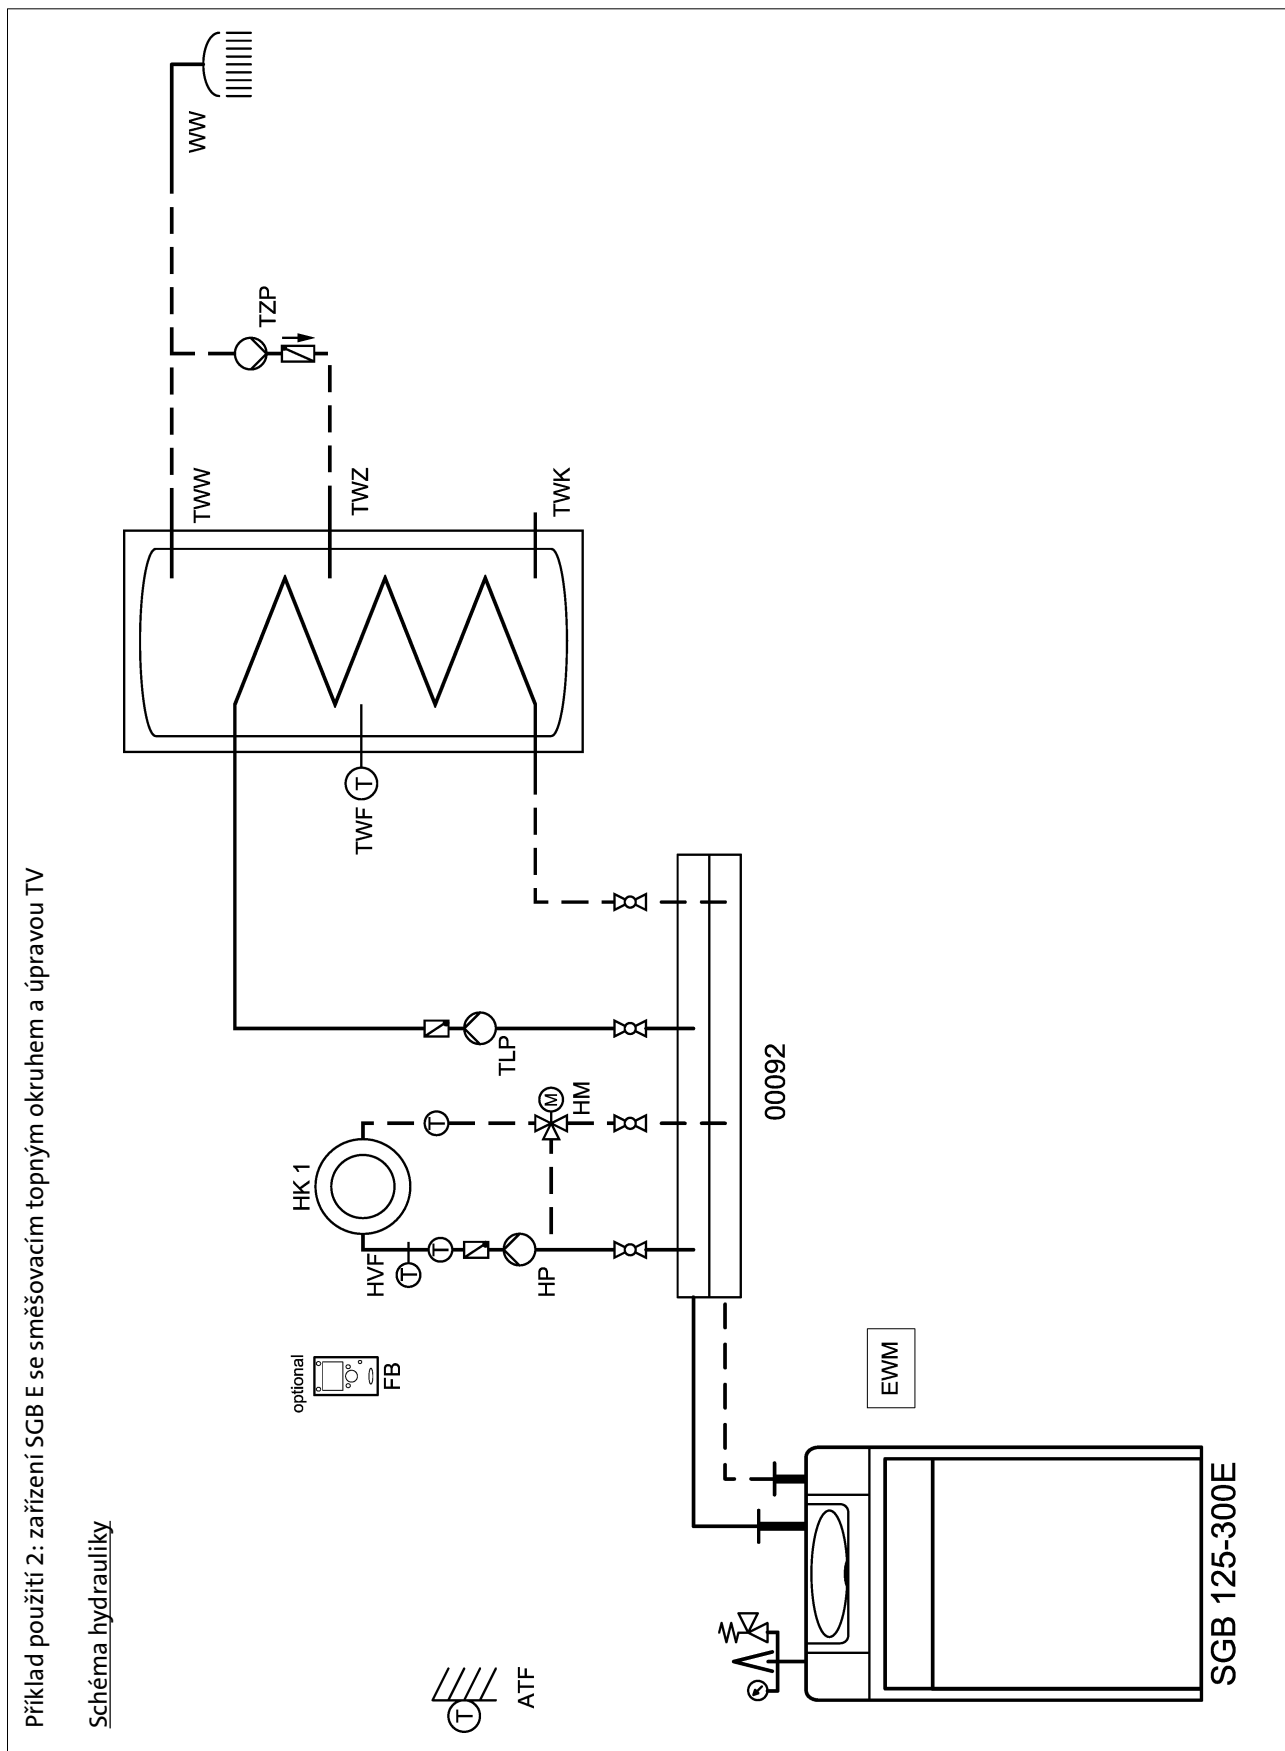 Příklad použití 2: zařízení SGB E se směšovacím topným okruhem a úpravou TV
Schéma hydrauliky
WW
TZP
TWW
TWZ
TWK
T
TWF
optional
FB
HK 1
HVF
T
T
T
HP
M
HM
TLP
00092
T
ATF
EWM
SGB 125-300E